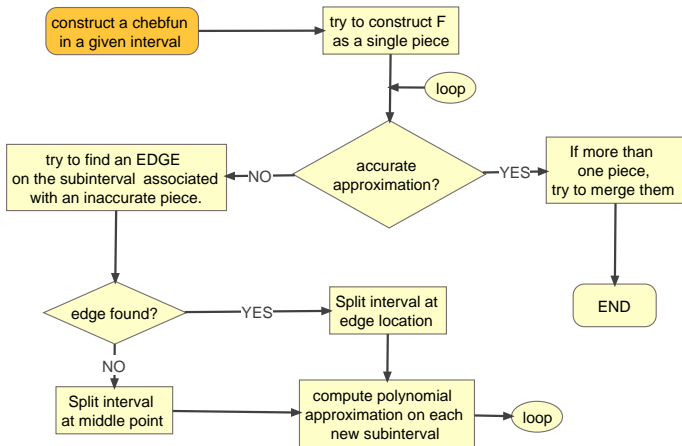 construct a chebfun
in a given interval
try to construct F
as a single piece
loop
accurate
approximation?
NO
YES
try to find an EDGE
on the subinterval associated
with an inaccurate piece.
If more than
one piece,
try to merge them
END
edge found?
YES
Split interval at
edge location
NO
Split interval
at middle point
compute polynomial
approximation on each
new subinterval
loop